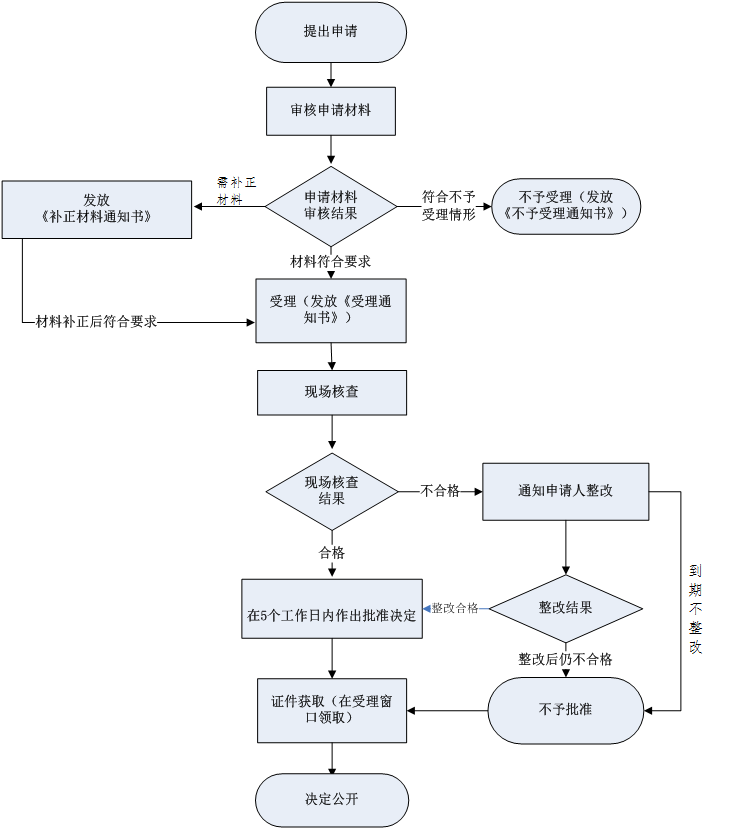 提出申请
审核申请材料
需补正
材料
发放
《补正材料通知书》
申请材料
审核结果
符合不予
受理情形
不予受理（发放
《不予受理通知书》）
材料符合要求
受理（发放《受理通
知书》）
材料补正后符合要求
现场核查
现场核查
结果
不合格
通知申请人整改
合格
到
期
不
整
改
在5个工作日内作出批准决定
整改合格
整改结果
整改后仍不合格
证件获取（在受理窗
口领取）
不予批准
决定公开